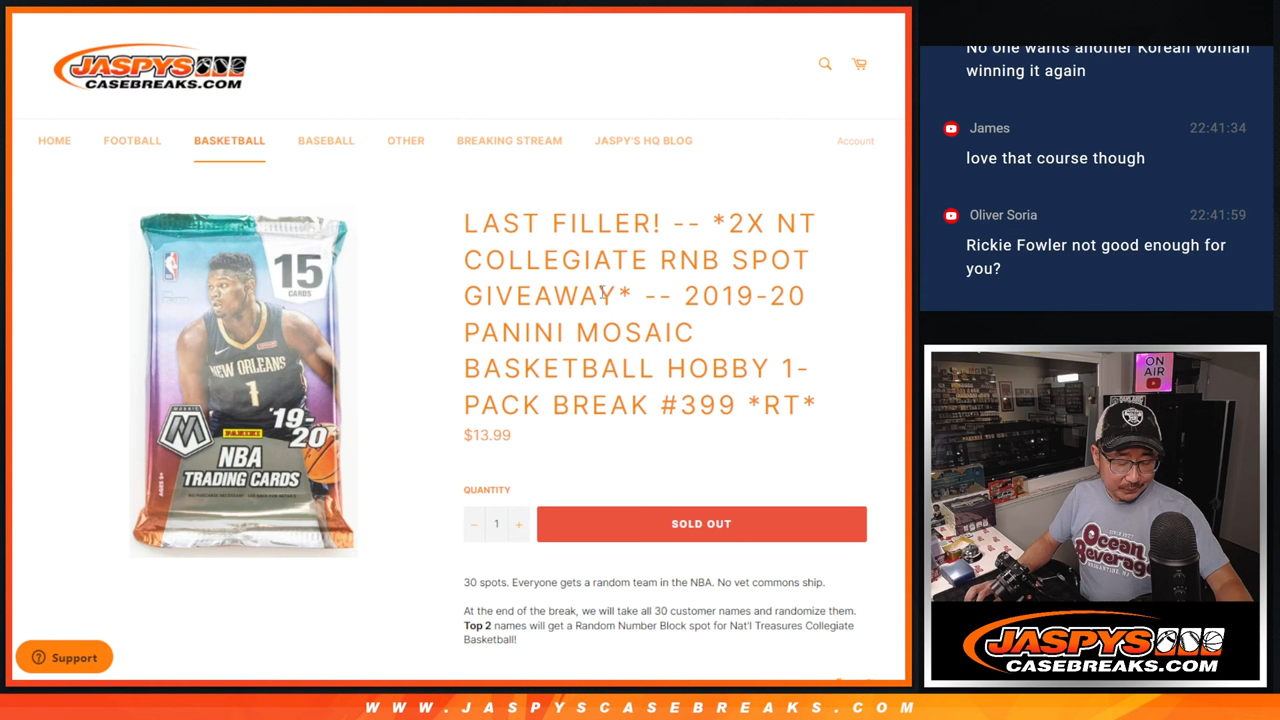 JASPYS
CASEBREAKS.COM
HOME
FOOTBALL
BASKETBALL
BASEBALL
OTHER
BREAKING STREAM
JASPY'S HQ BLOG
Account
15
CARDS
NEW ORLEANS
1
MOSAIC
PANINI
'19-20
NBA
TRADING CARDS
LAST FILLER! -- *2X NT
COLLEGIATE RNB SPOT
GIVEAWAY* -- 2019-20
PANINI MOSAIC
BASKETBALL HOBBY 1-
PACK BREAK #399 *RT*
$13.99
QUANTITY
− 1 +
SOLD OUT
30 spots. Everyone gets a random team in the NBA. No vet commons ship.
At the end of the break, we will take all 30 customer names and randomize them.
Top 2 names will get a Random Number Block spot for Nat'l Treasures Collegiate
Basketball!
Support
No one wants another Korean woman
winning it again
James 22:41:34
love that course though
Oliver Soria 22:41:59
Rickie Fowler not good enough for
you?
ON
AIR
Ocean
Beverage
JASPYS
CASEBREAKS.COM
WWW.JASPYSCASEBREAKS.COM